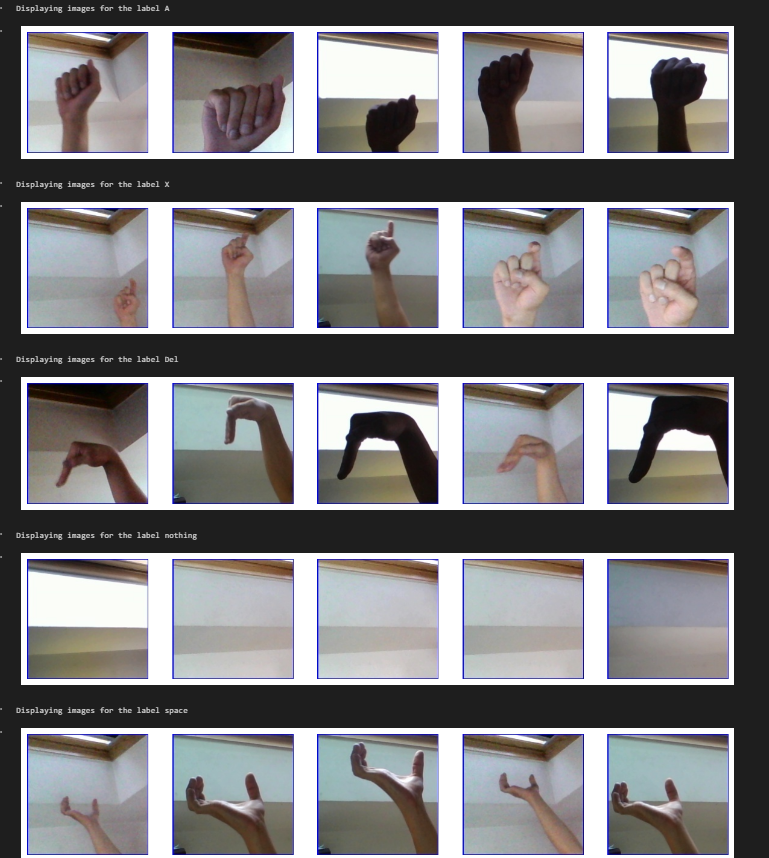 Displaying images for the label A
Displaying images for the label X
Displaying images for the label Del
Displaying images for the label nothing
Displaying images for the label space